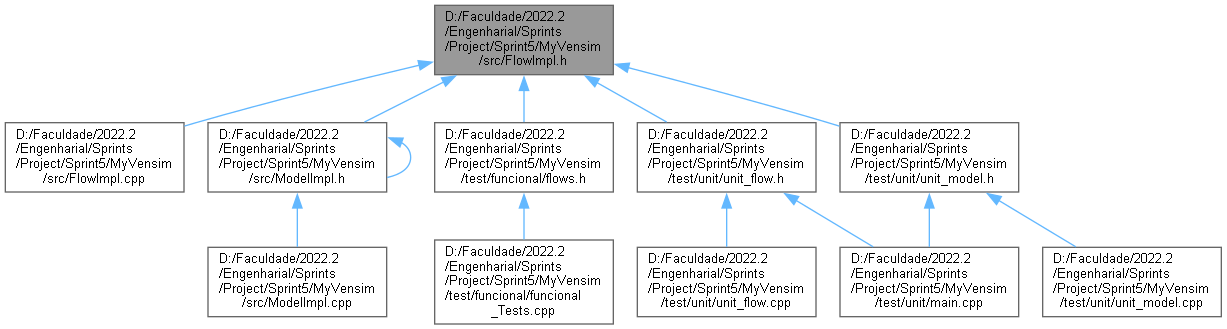 D:/Faculdade/2022.2
/Engenharial/Sprints
/Project/Sprint5/MyVensim
/src/FlowImpl.h
D:/Faculdade/2022.2
/Engenharial/Sprints
/Project/Sprint5/MyVensim
/src/FlowImpl.cpp
D:/Faculdade/2022.2
/Engenharial/Sprints
/Project/Sprint5/MyVensim
/src/ModelImpl.h
D:/Faculdade/2022.2
/Engenharial/Sprints
/Project/Sprint5/MyVensim
/test/funcional/flows.h
D:/Faculdade/2022.2
/Engenharial/Sprints
/Project/Sprint5/MyVensim
/test/unit/unit_flow.h
D:/Faculdade/2022.2
/Engenharial/Sprints
/Project/Sprint5/MyVensim
/test/unit/unit_model.h
D:/Faculdade/2022.2
/Engenharial/Sprints
/Project/Sprint5/MyVensim
/src/ModelImpl.cpp
D:/Faculdade/2022.2
/Engenharial/Sprints
/Project/Sprint5/MyVensim
/test/funcional/funcional
_Tests.cpp
D:/Faculdade/2022.2
/Engenharial/Sprints
/Project/Sprint5/MyVensim
/test/unit/unit_flow.cpp
D:/Faculdade/2022.2
/Engenharial/Sprints
/Project/Sprint5/MyVensim
/test/unit/main.cpp
D:/Faculdade/2022.2
/Engenharial/Sprints
/Project/Sprint5/MyVensim
/test/unit/unit_model.cpp